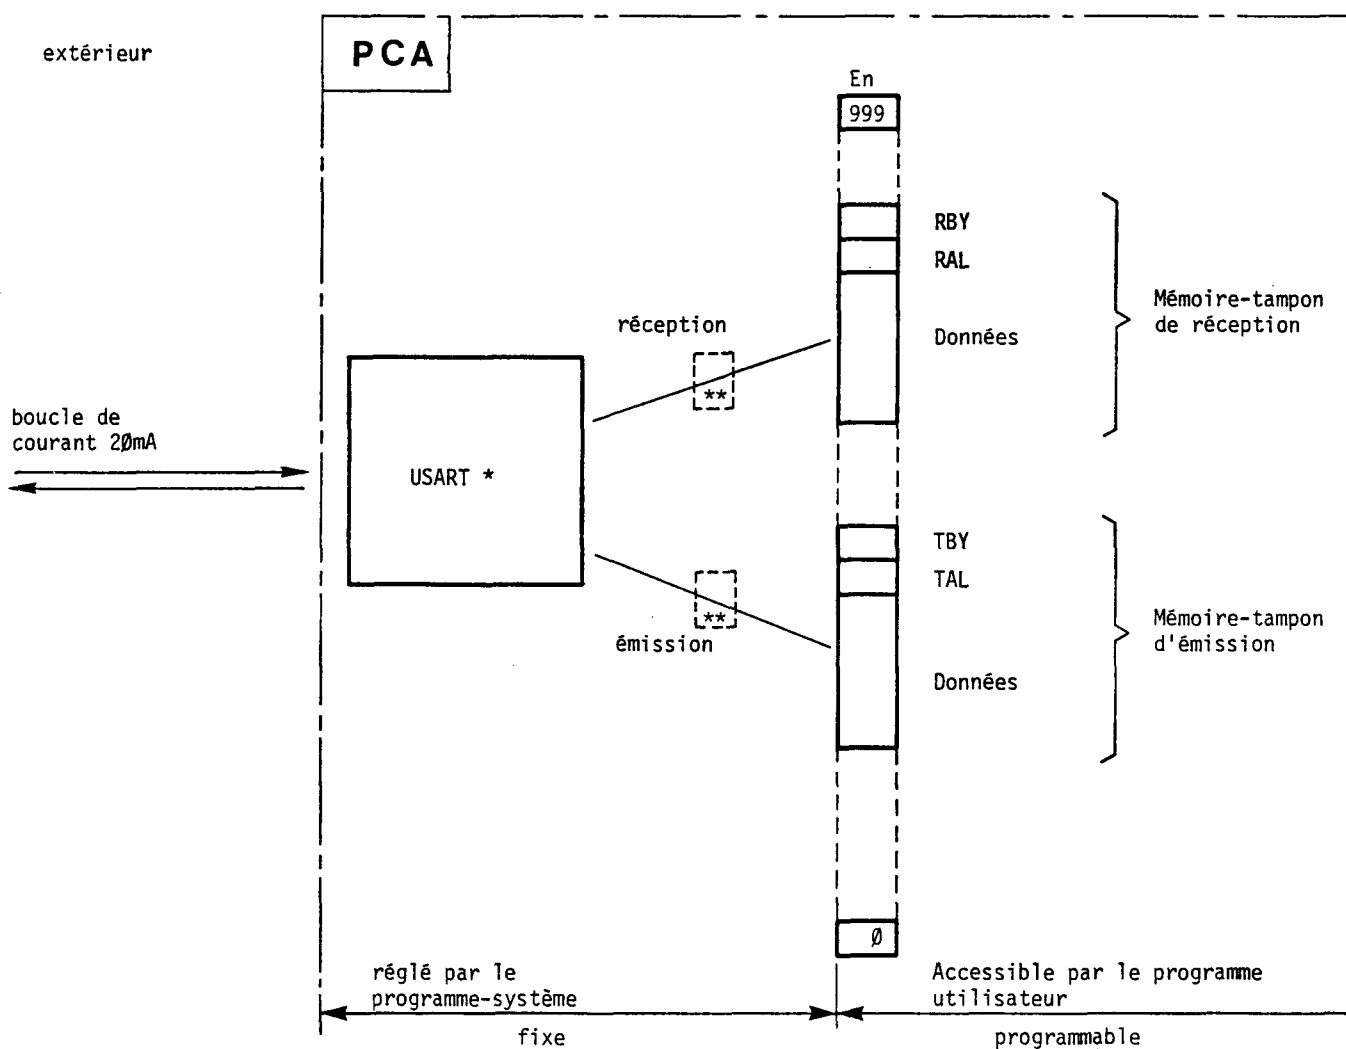 extérieur
PCA
En
999
RBY
RAL
Données
Mémoire-tampon
de réception
réception
**
boucle de
courant 2ØmA
USART *
TBY
TAL
Données
Mémoire-tampon
d'émission
**
émission
Ø
réglé par le
programme-système
Accessible par le programme
utilisateur
fixe
programmable